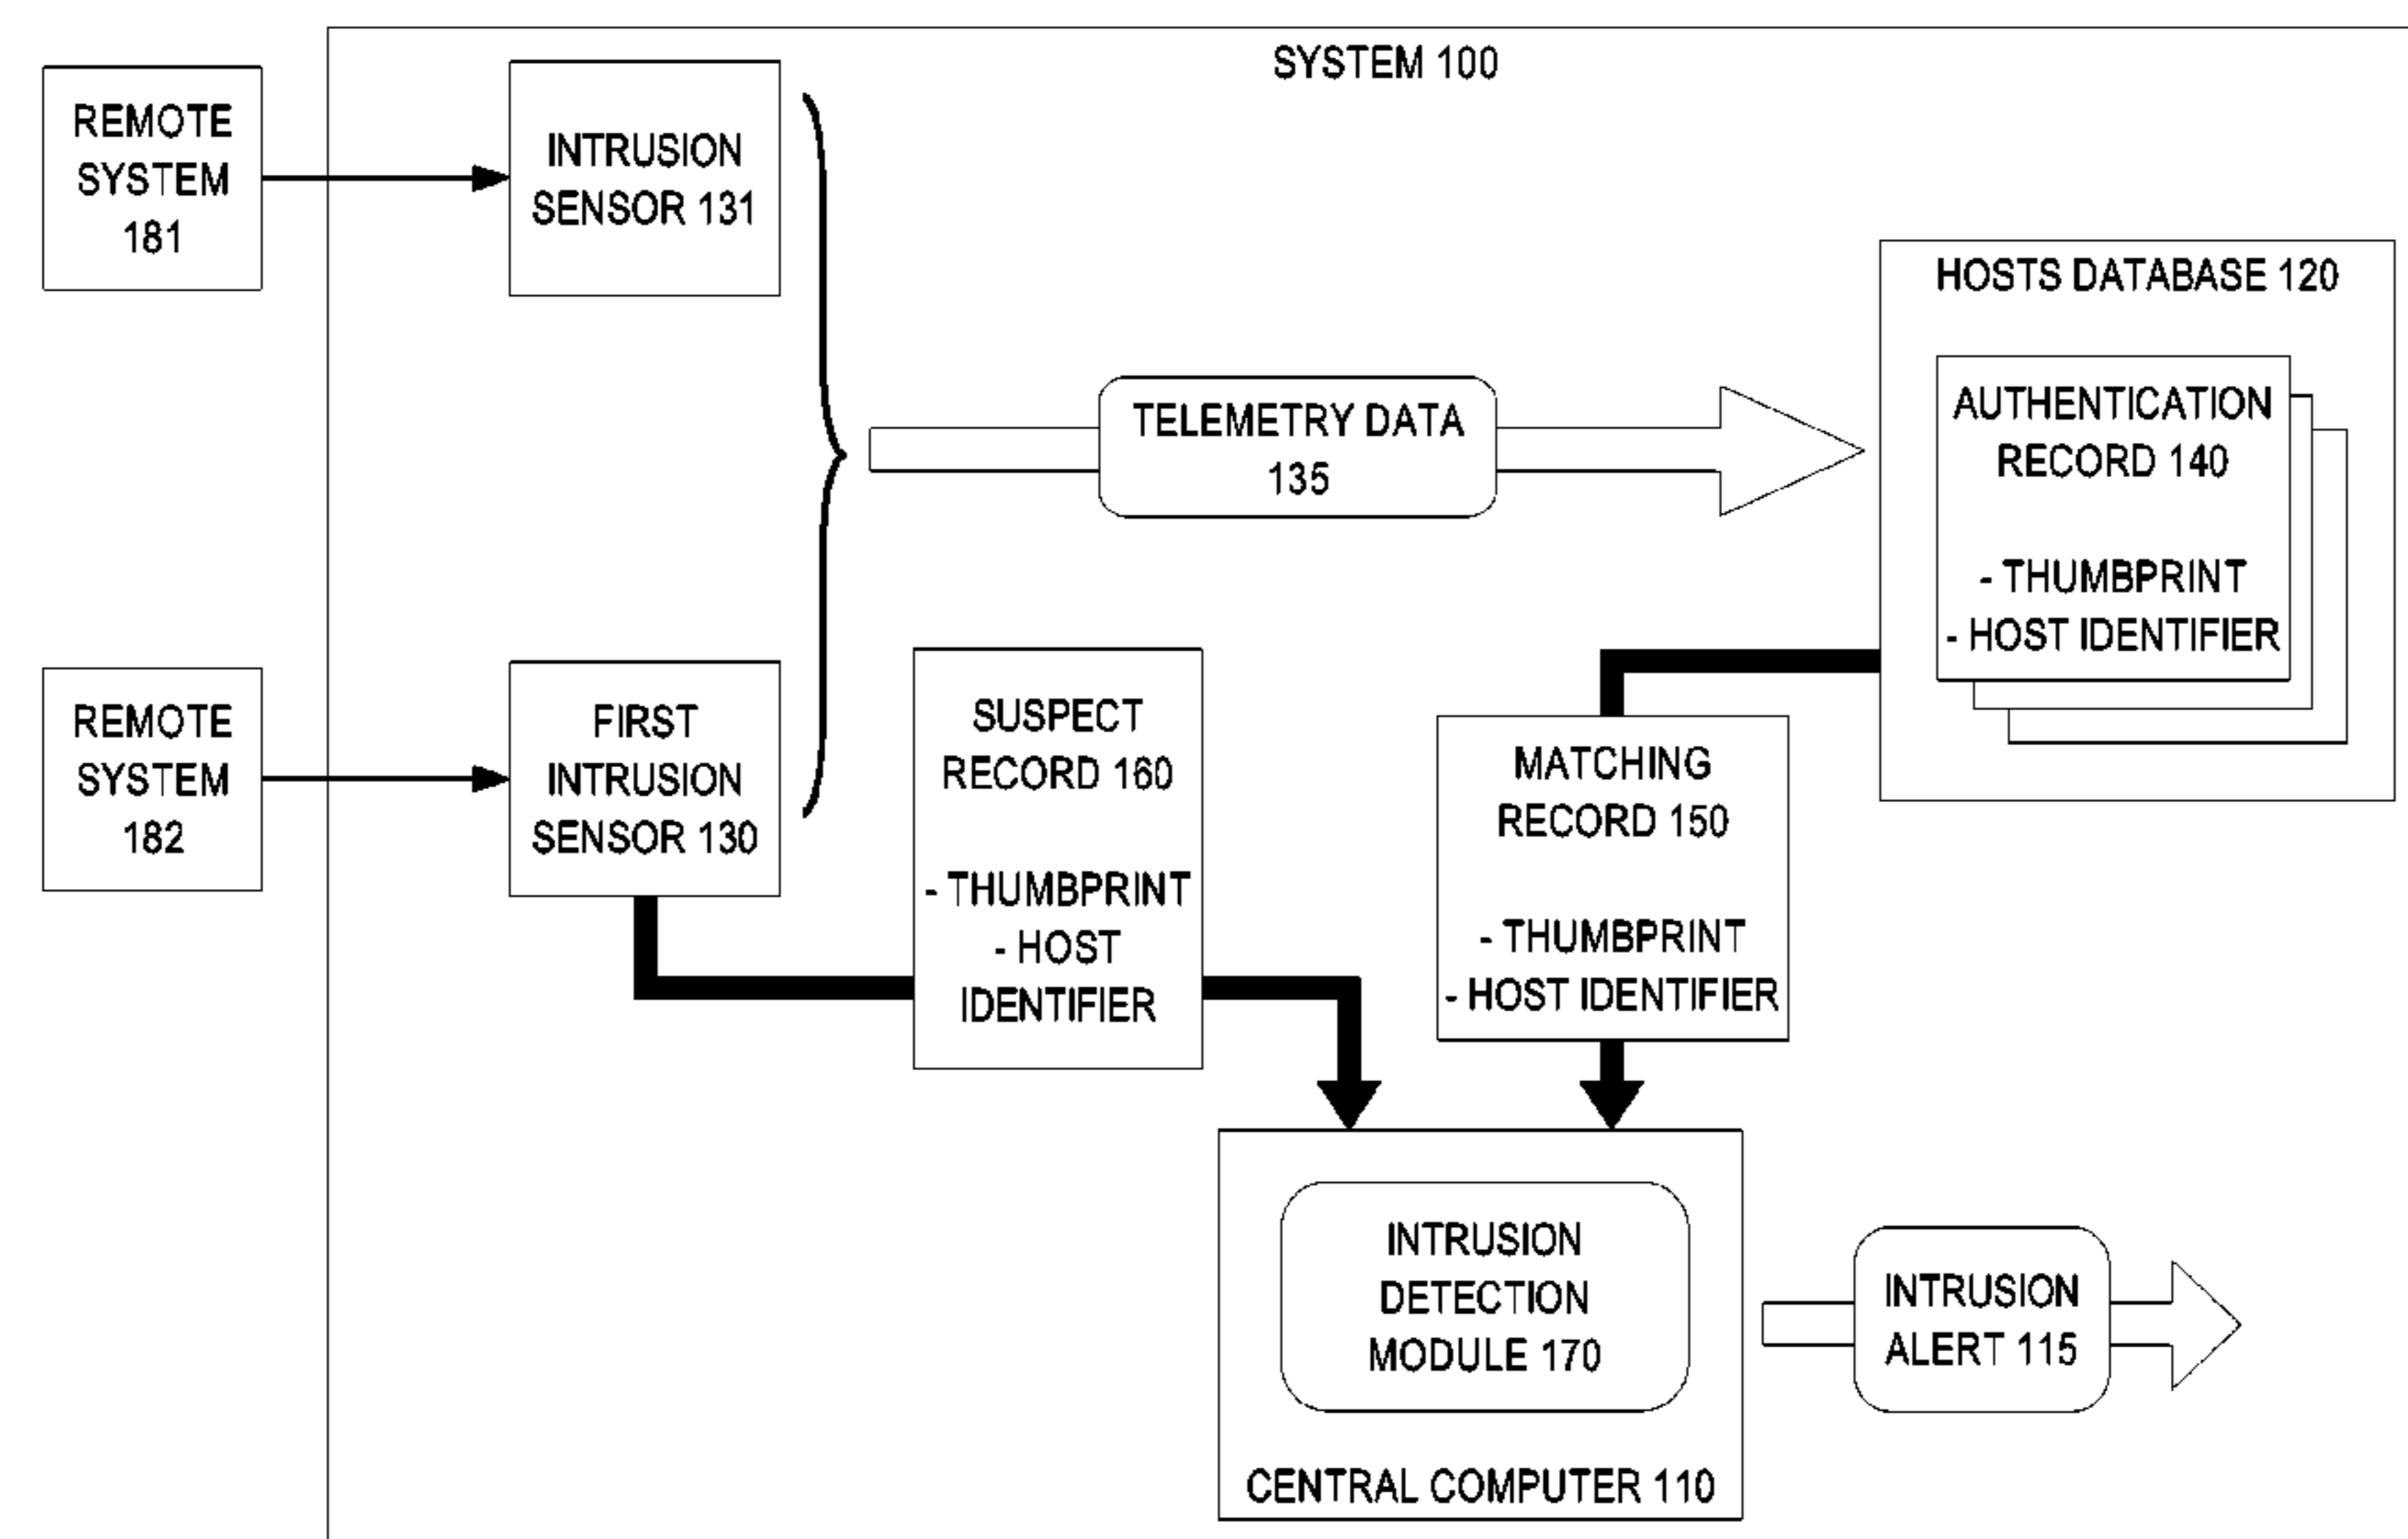 SYSTEM 100
REMOTE
SYSTEM
181
INTRUSION
SENSOR 131
HOSTS DATABASE 120
AUTHENTICATION
RECORD 140
- THUMBPRINT
- HOST IDENTIFIER
TELEMETRY DATA
135
REMOTE
SYSTEM
182
FIRST
INTRUSION
SENSOR 130
SUSPECT
RECORD 160
- THUMBPRINT
- HOST
IDENTIFIER
MATCHING
RECORD 150
- THUMBPRINT
- HOST IDENTIFIER
INTRUSION
DETECTION
MODULE 170
CENTRAL COMPUTER 110
INTRUSION
ALERT 115